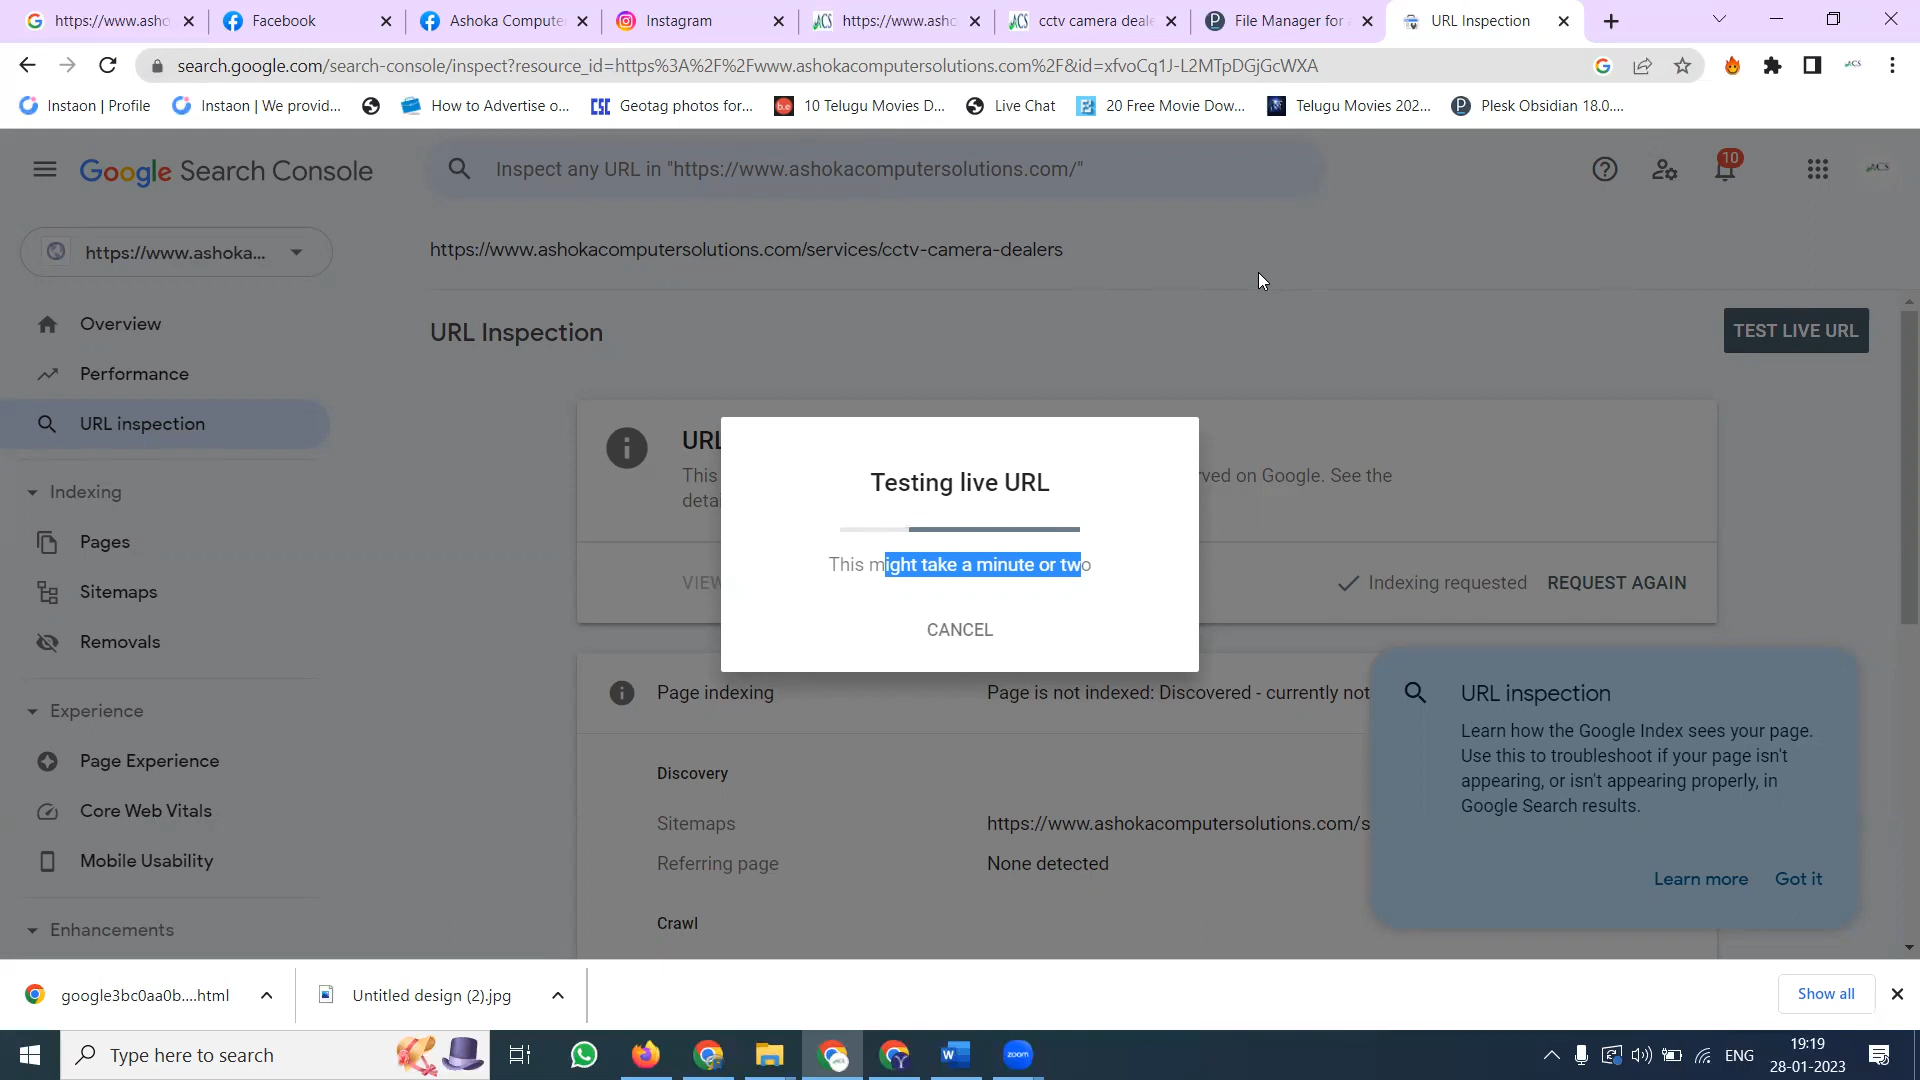 https://www.asho
Facebook
Ashoka Compute
Instagram
https://www.asho
cctv camera deale
File Manager for
URL Inspection
search.google.com/search-console/inspect?resource_id=https%3A%2F%2Fwww.ashokacomputersolutions.com%2F&id=xfvoCq1J-L2MTpDGjGcWXA
Instaon | Profile
Instaon | We provid...
How to Advertise o...
Geotag photos for...
10 Telugu Movies D...
Live Chat
20 Free Movie Dow...
Telugu Movies 202...
Plesk Obsidian 18.0....
Google Search Console
Inspect any URL in "https://www.ashokacomputersolutions.com/"
10
ACS
https://www.ashoka...
https://www.ashokacomputersolutions.com/services/cctv-camera-dealers
Overview
Performance
URL inspection
Indexing
Pages
Sitemaps
Removals
Experience
Page Experience
Core Web Vitals
Mobile Usability
Enhancements
URL Inspection
TEST LIVE URL
URL
This
rved on Google. See the
detai
VIEW
Indexing requested
REQUEST AGAIN
Testing live URL
This might take a minute or two
CANCEL
Page indexing
Page is not indexed: Discovered - currently not
Discovery
Sitemaps
https://www.ashokacomputersolutions.com/s
Referring page
None detected
Crawl
URL inspection
Learn how the Google Index sees your page.
Use this to troubleshoot if your page isn't
appearing, or isn't appearing properly, in
Google Search results.
Learn more
Got it
google3bc0aa0b....html
Untitled design (2).jpg
Show all
Type here to search
zoom
ENG
19:19
28-01-2023